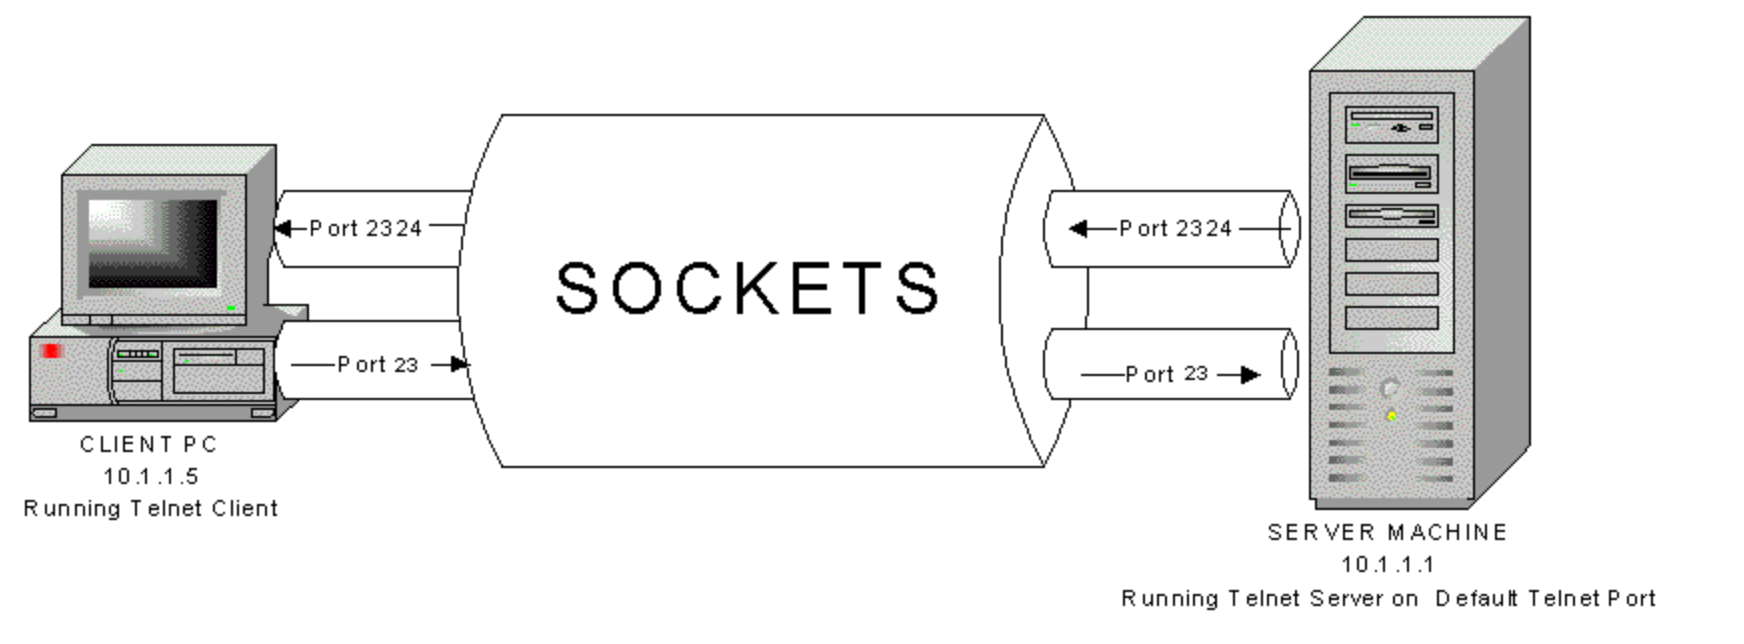 Port 2324
Port 2324
SOCKETS
Port 23
Port 23
CLIENT PC
10.1.1.5
Running Telnet Client
SERVER MACHINE
10.1.1.1
Running Telnet Server on Default Telnet Port